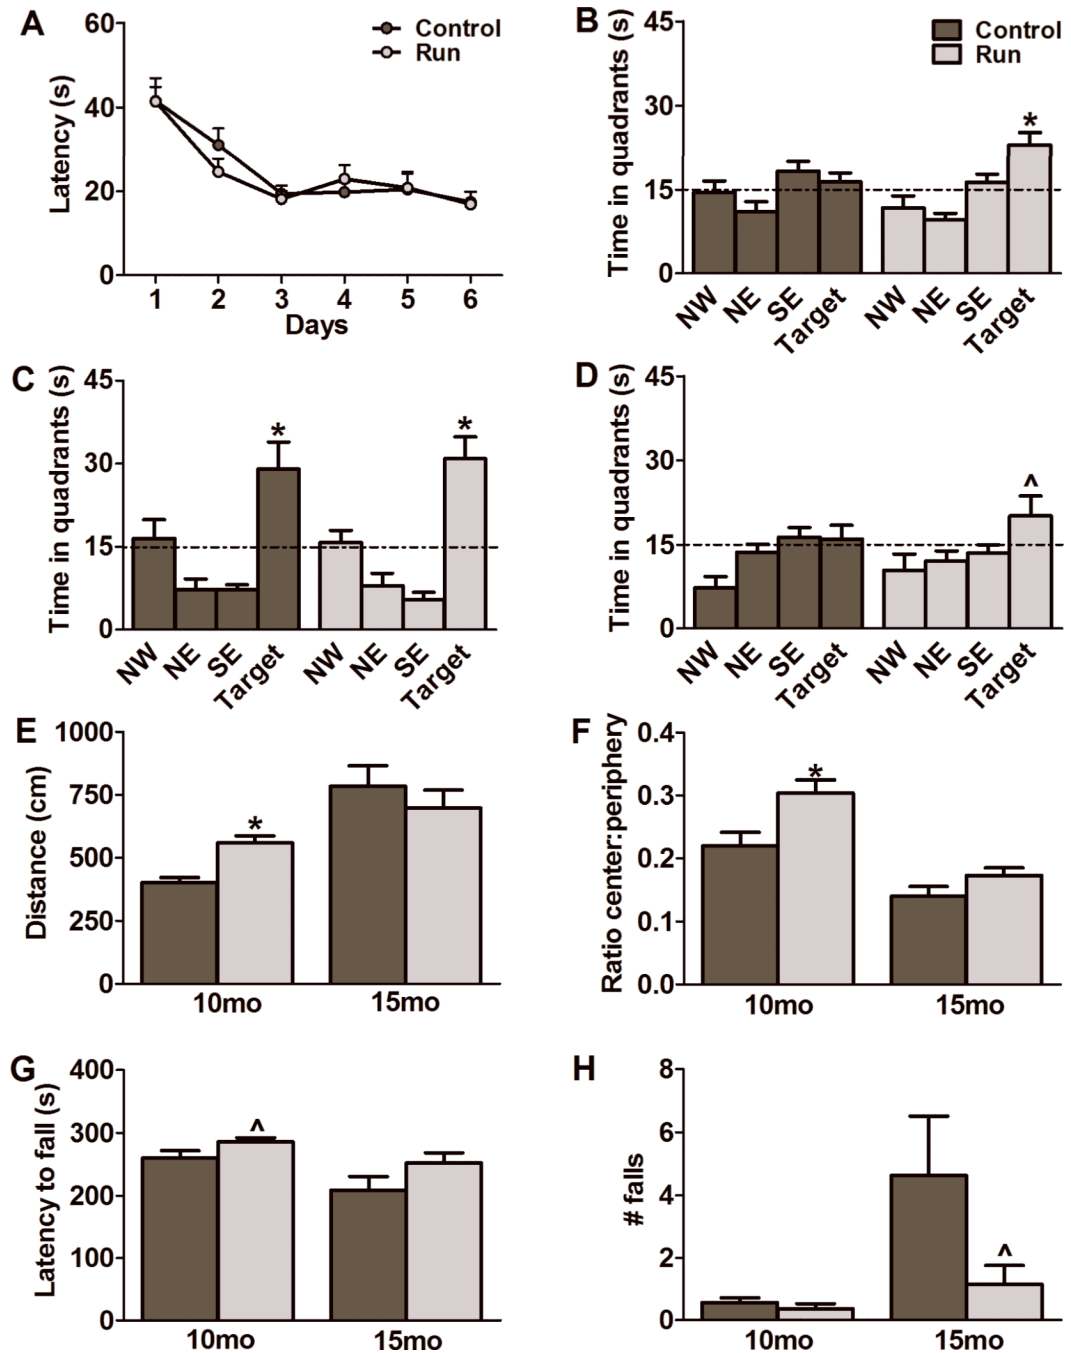 A
Latency (s)
60
40
20
0
Control
Run
1 2 3 4 5 6
Days
B
Time in quadrants (s)
45
30
15
0
Control
Run
*
NW NE SE Target NW NE SE Target
C
Time in quadrants (s)
45
30
15
0
* *
NW NE SE Target NW NE SE Target
D
Time in quadrants (s)
45
30
15
0
^
NW NE SE Target NW NE SE Target
E
Distance (cm)
1000
750
500
250
0
*
10mo 15mo
F
Ratio center:periphery
0.4
0.3
0.2
0.1
0.0
*
10mo 15mo
G
Latency to fall (s)
400
300
200
100
0
^
10mo 15mo
H
# falls
8
6
4
2
0
^
10mo 15mo